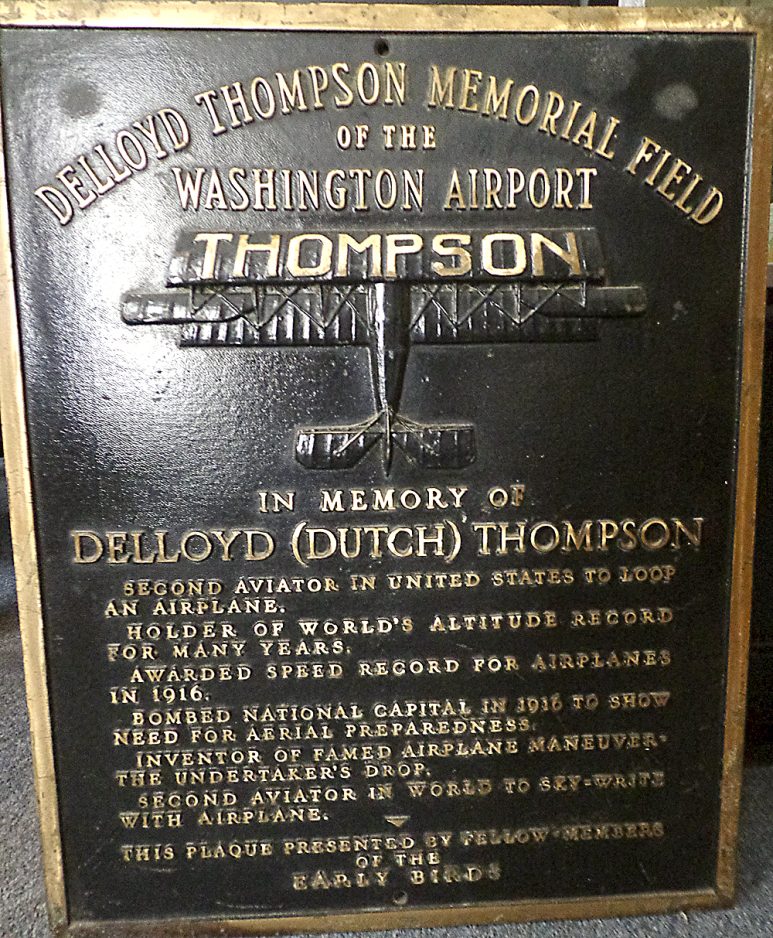 DELLOYD THOMPSON MEMORIAL FIELD
OF THE
WASHINGTON AIRPORT
THOMPSON
IN MEMORY OF
DELLOYD (DUTCH) THOMPSON
SECOND AVIATOR IN UNITED STATES TO LOOP
AN AIRPLANE.
HOLDER OF WORLD'S ALTITUDE RECORD
FOR MANY YEARS.
AWARDED SPEED RECORD FOR AIRPLANES
IN 1916.
BOMBED NATIONAL CAPITAL IN 1916 TO SHOW
NEED FOR AERIAL PREPAREDNESS.
INVENTOR OF FAMED AIRPLANE MANEUVER-
THE UNDERTAKER'S DROP.
SECOND AVIATOR IN WORLD TO SKY-WRITE
WITH AIRPLANE.
THIS PLAQUE PRESENTED BY FELLOW-MEMBERS
OF THE
EARLY BIRDS